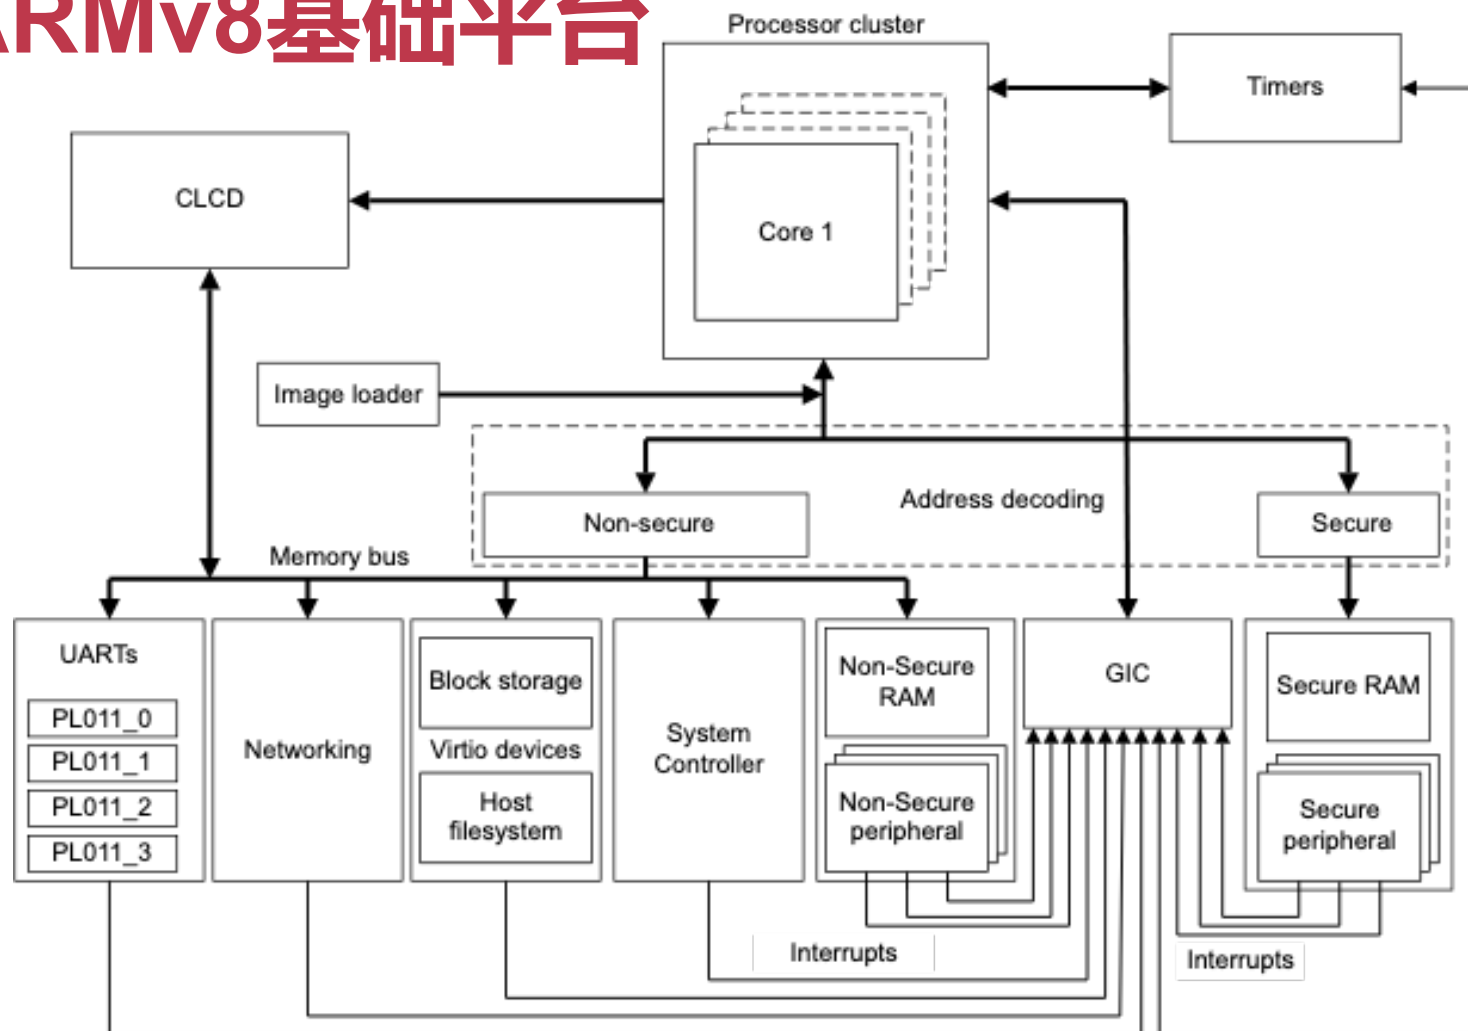 ARMv8基础平台
Processor cluster
Timers
CLCD
Core 1
Image loader
Address decoding
Non-secure
Secure
Memory bus
UARTs
PL011_0
PL011_1
PL011_2
PL011_3
Networking
Block storage
Virtio devices
Host
filesystem
System
Controller
Non-Secure
RAM
Non-Secure
peripheral
GIC
Secure RAM
Secure
peripheral
Interrupts
Interrupts